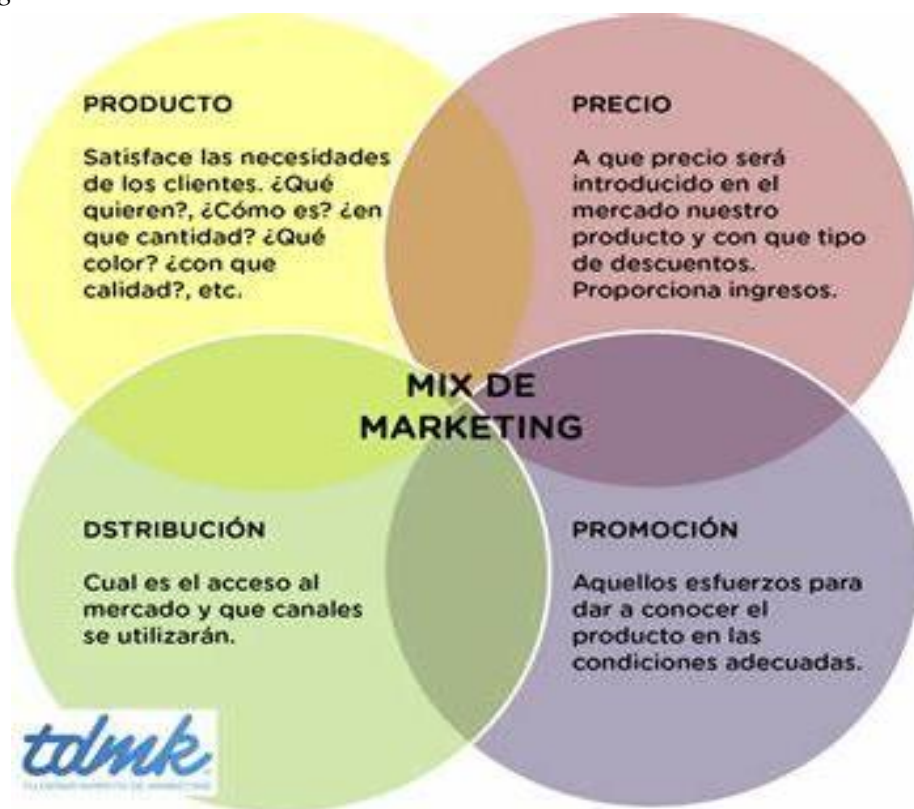 PRODUCTO
Satisface las necesidades
de los clientes. ¿Qué
quieren?, ¿Cómo es? ¿en
que cantidad? ¿Qué
color? ¿con que
calidad?, etc.
PRECIO
A que precio será
introducido en el
mercado nuestro
producto y con que tipo
de descuentos.
Proporciona ingresos.
MIX DE
MARKETING
DSTRIBUCIÓN
Cual es el acceso al
mercado y que canales
se utilizarán.
PROMOCIÓN
Aquellos esfuerzos para
dar a conocer el
producto en las
condiciones adecuadas.
tdmk